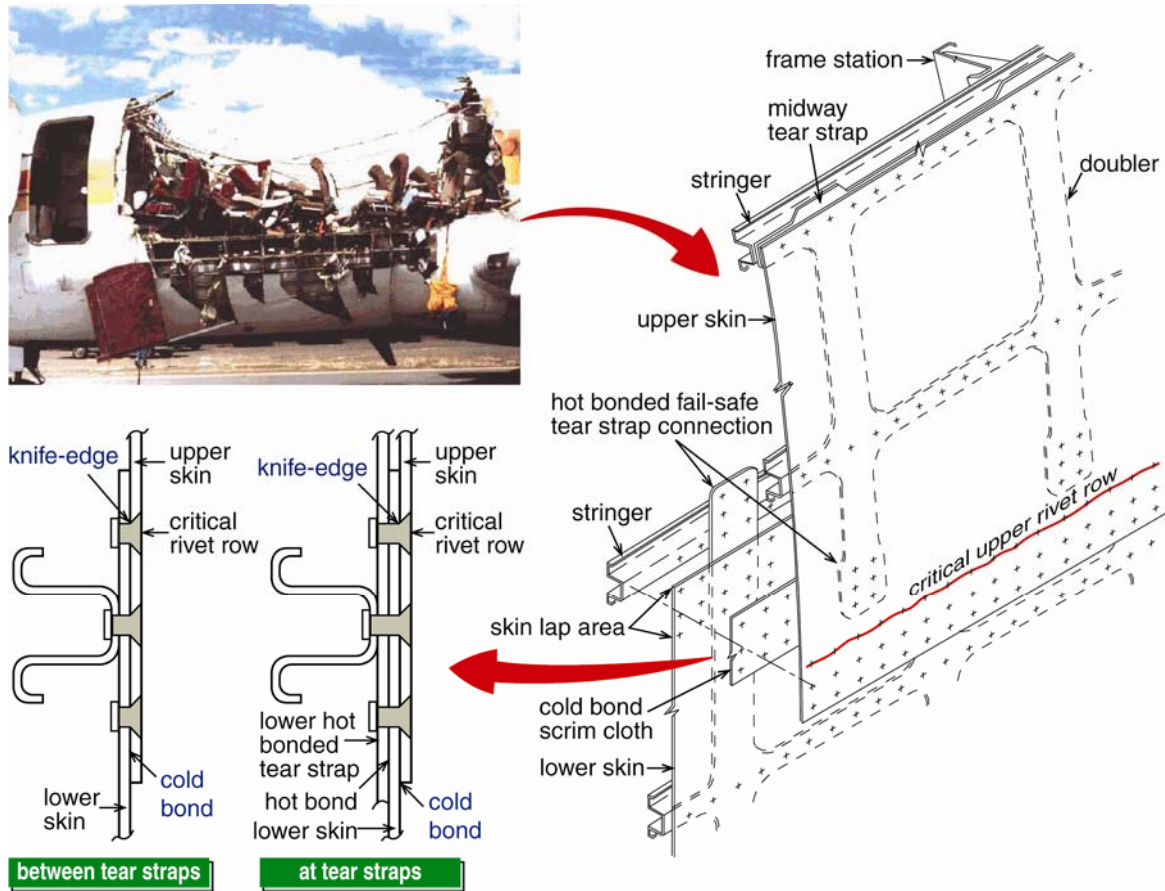 frame station
midway
tear strap
stringer
doubler
upper skin
hot bonded fail-safe
tear strap connection
stringer
critical upper rivet row
skin lap area
cold bond
scrim cloth
lower skin
knife-edge
upper
skin
critical
rivet row
lower
skin
cold
bond
between tear straps
knife-edge
upper
skin
critical
rivet row
lower hot
bonded
tear strap
hot bond
lower skin
cold
bond
at tear straps